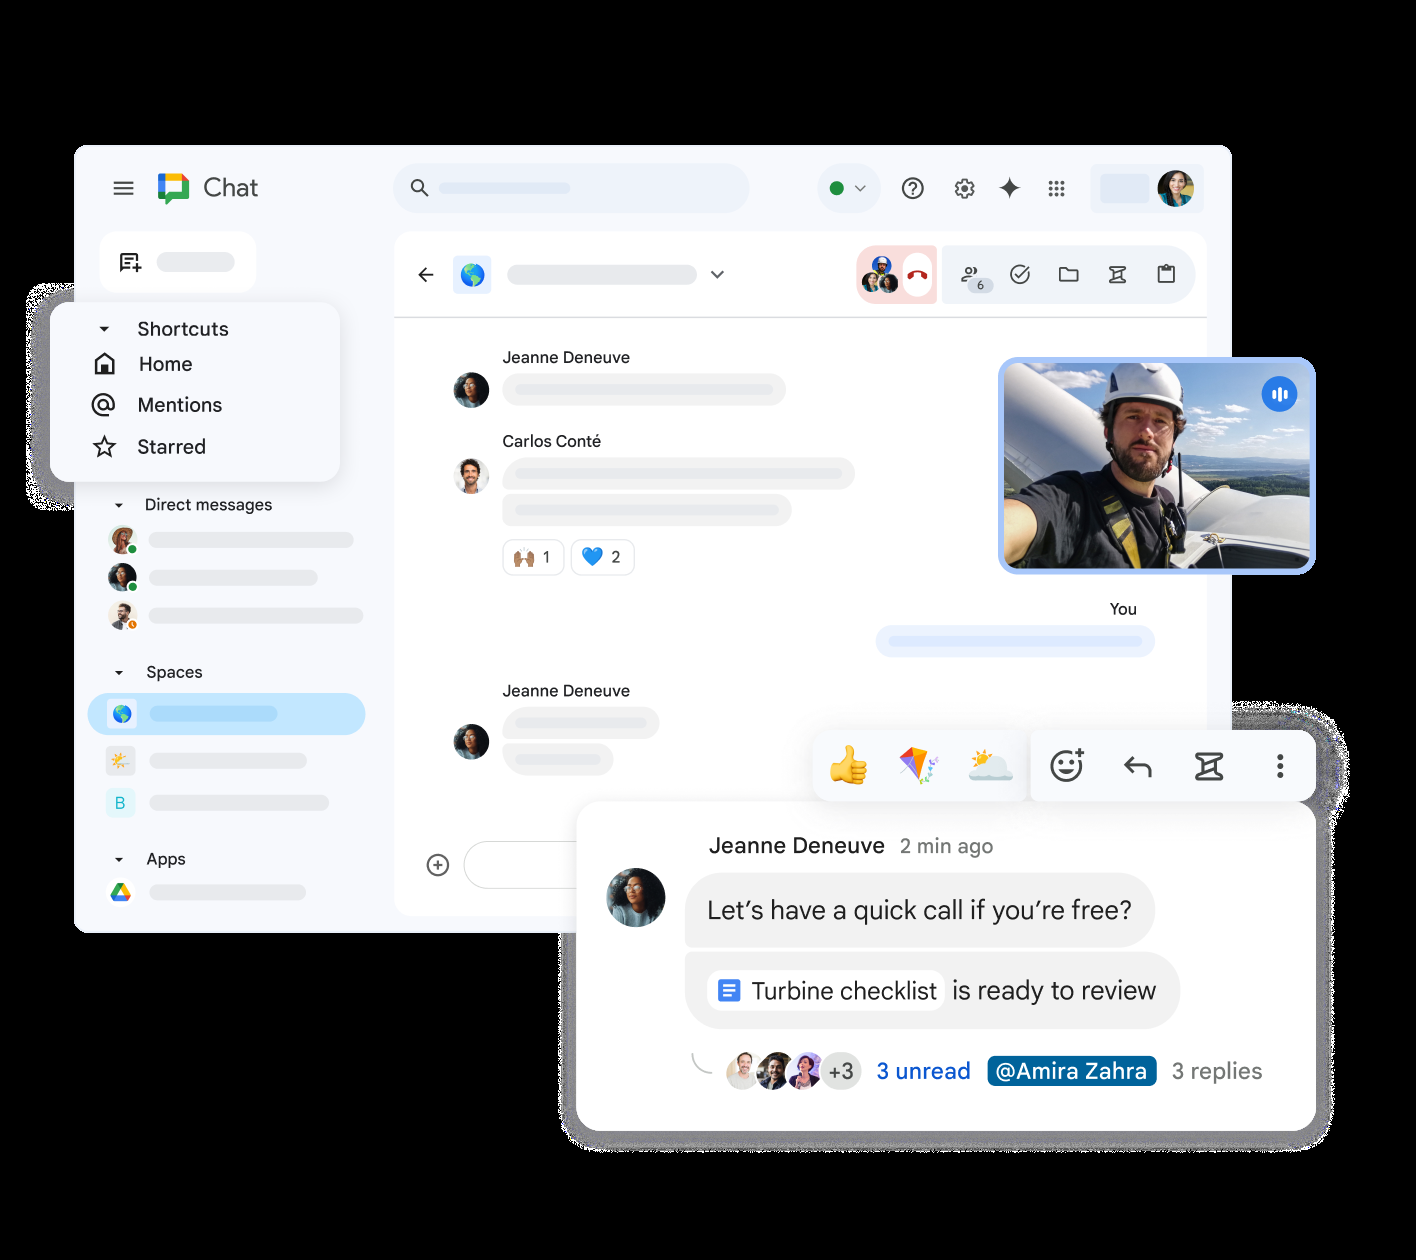 Chat
6
Shortcuts
Home
Mentions
Starred
Direct messages
Spaces
B
Apps
Jeanne Deneuve
Carlos Conté
1
2
You
Jeanne Deneuve
Jeanne Deneuve 2 min ago
Let’s have a quick call if you’re free?
Turbine checklist is ready to review
+3 3 unread @Amira Zahra 3 replies